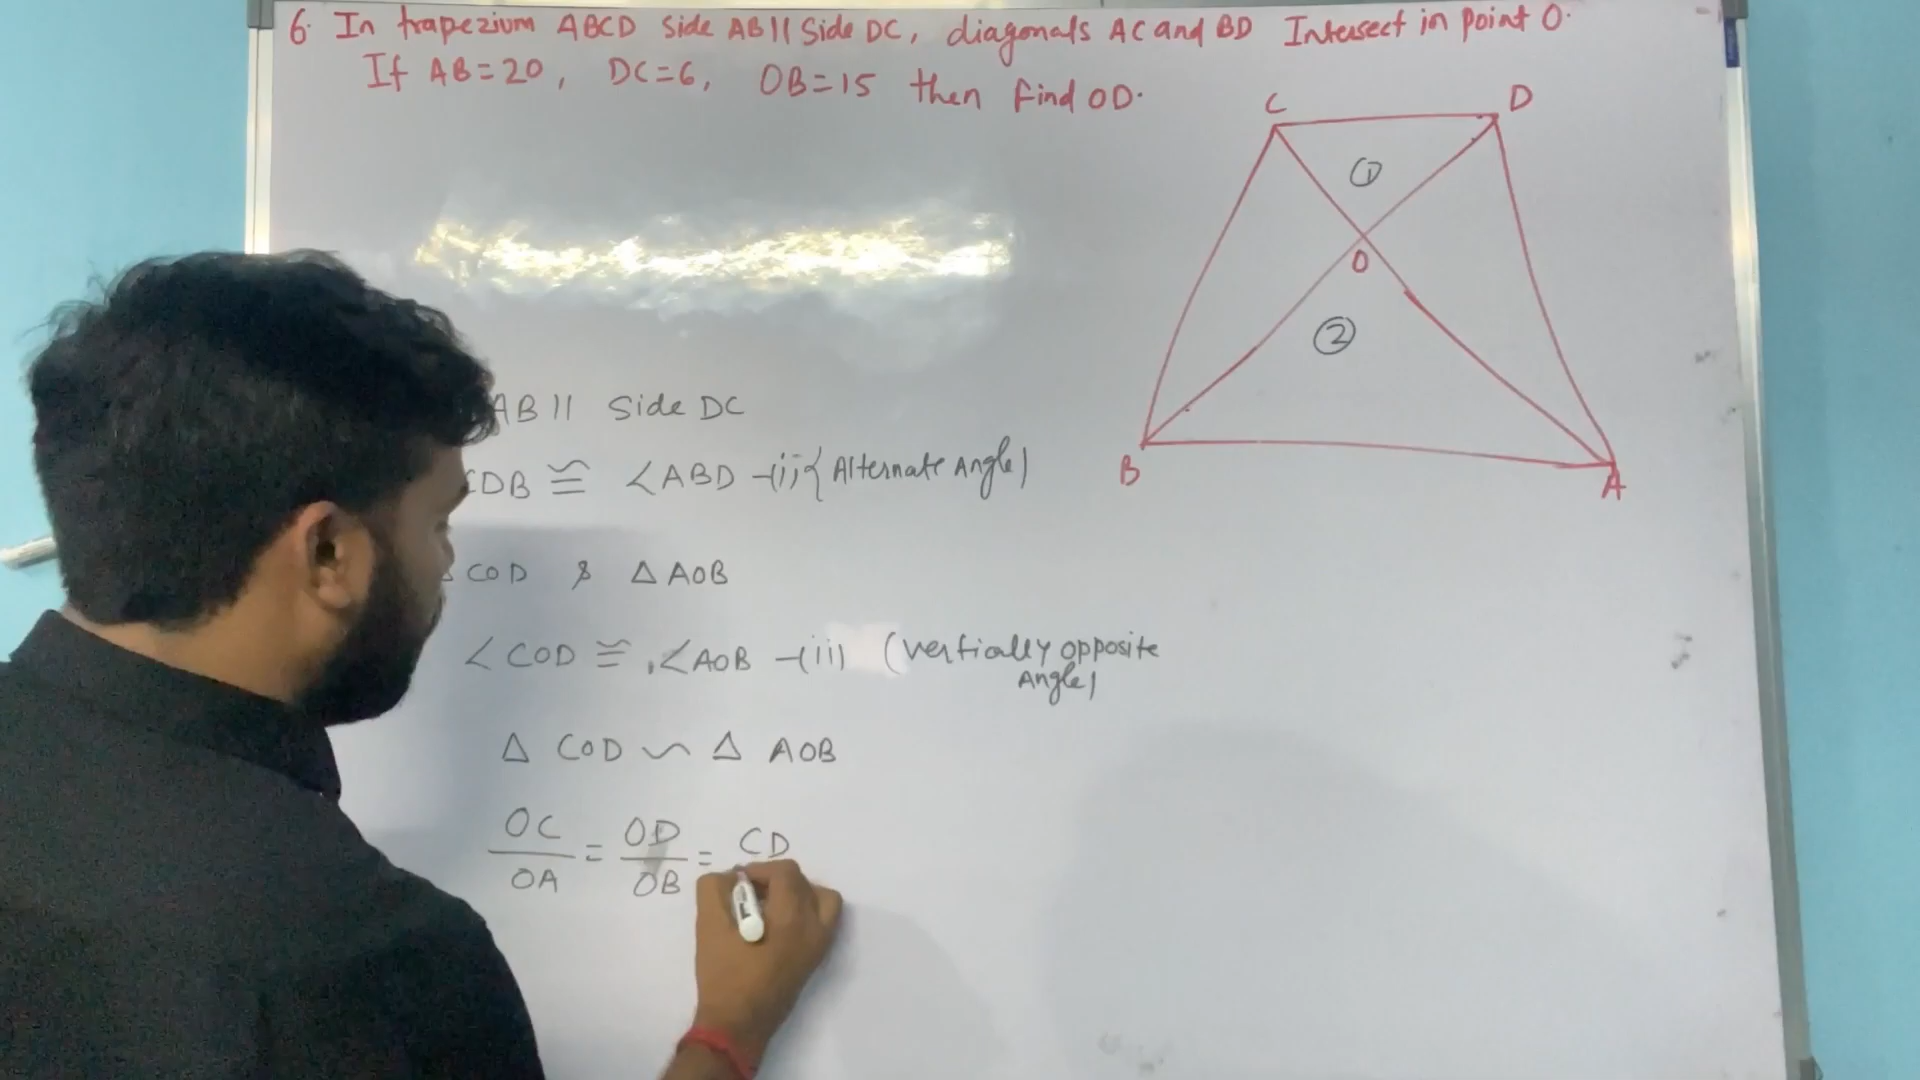 6. In trapezium ABCD Side AB || Side DC, diagonals AC and BD Intersect in point O.
If AB = 20, DC = 6, OB = 15 then find OD.
C D
①
O
②
B A
AB || Side DC
CDB ≅ ∠ABD -(i) { Alternate Angle)
COD & △ AOB
∠COD ≅ ∠AOB -(ii) (vertially opposite
Angle)
△ COD ~ △ AOB
OC/OA = OD/OB = CD